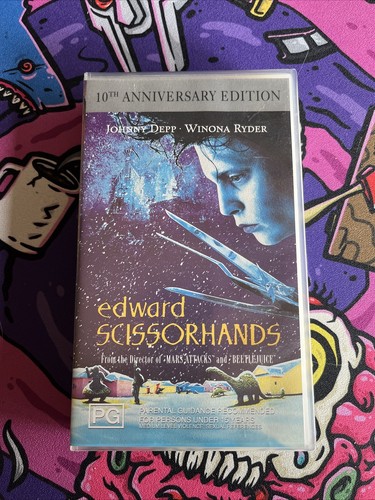 10TH ANNIVERSARY EDITION
JOHNNY DEPP · WINONA RYDER
edward
SCISSORHANDS
From the Director of "MARS ATTACKS" and "BEETLEJUICE"
PG
PARENTAL GUIDANCE RECOMMENDED
FOR PERSONS UNDER 15 YEARS